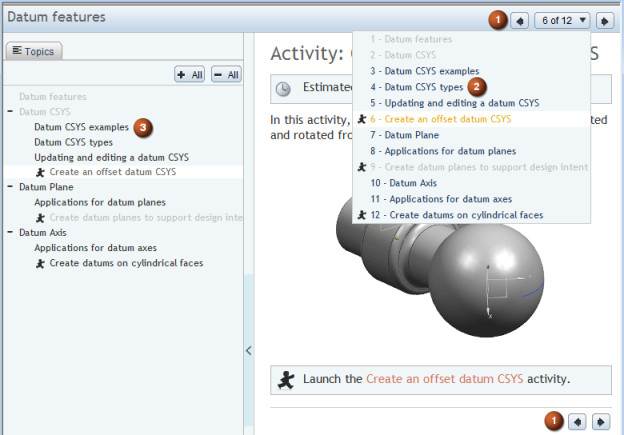 Datum features
1
6 of 12
Topics
All
All
Datum features
Datum CSYS
Datum CSYS examples
3
Datum CSYS types
Updating and editing a datum CSYS
Create an offset datum CSYS
Datum Plane
Applications for datum planes
Create datum planes to support design inte
Datum Axis
Applications for datum axes
Create datums on cylindrical faces
Activity:
S
1 - Datum features
2 - Datum CSYS
3 - Datum CSYS examples
4 - Datum CSYS types
2
5 - Updating and editing a datum CSYS
6 - Create an offset datum CSYS
7 - Datum Plane
8 - Applications for datum planes
9 - Create datum planes to support design intent
10 - Datum Axis
11 - Applications for datum axes
12 - Create datums on cylindrical faces
Estimated
In this activity,
ted
and rotated fro
X
Launch the Create an offset datum CSYS activity.
1